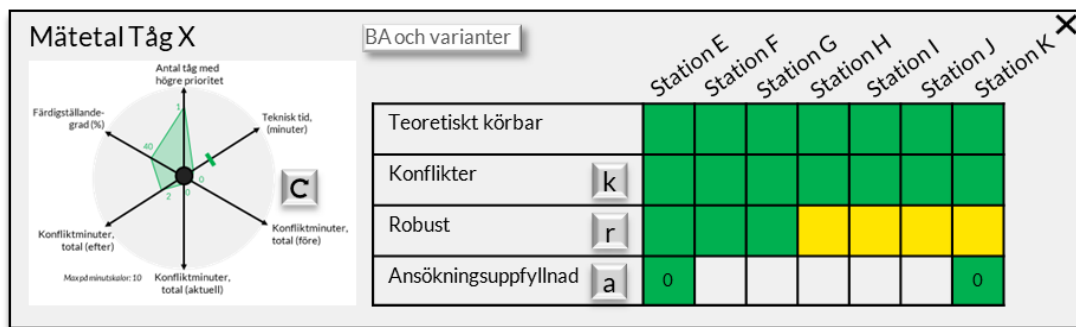 Mätetal Tåg X
BA och varianter
Antal tåg med
högre prioritet
Färdigställande-
grad (%)
Teknisk tid,
(minuter)
1
40
0
2
0
Konfliktminuter,
total (efter)
Konfliktminuter,
total (före)
Max på minutskalor: 10
Konfliktminuter,
total (aktuell)
Station E
Station F
Station G
Station H
Station I
Station J
Station K
Teoretiskt körbar
Konflikter
k
Robust
r
Ansökningsuppfyllnad
a
0
0